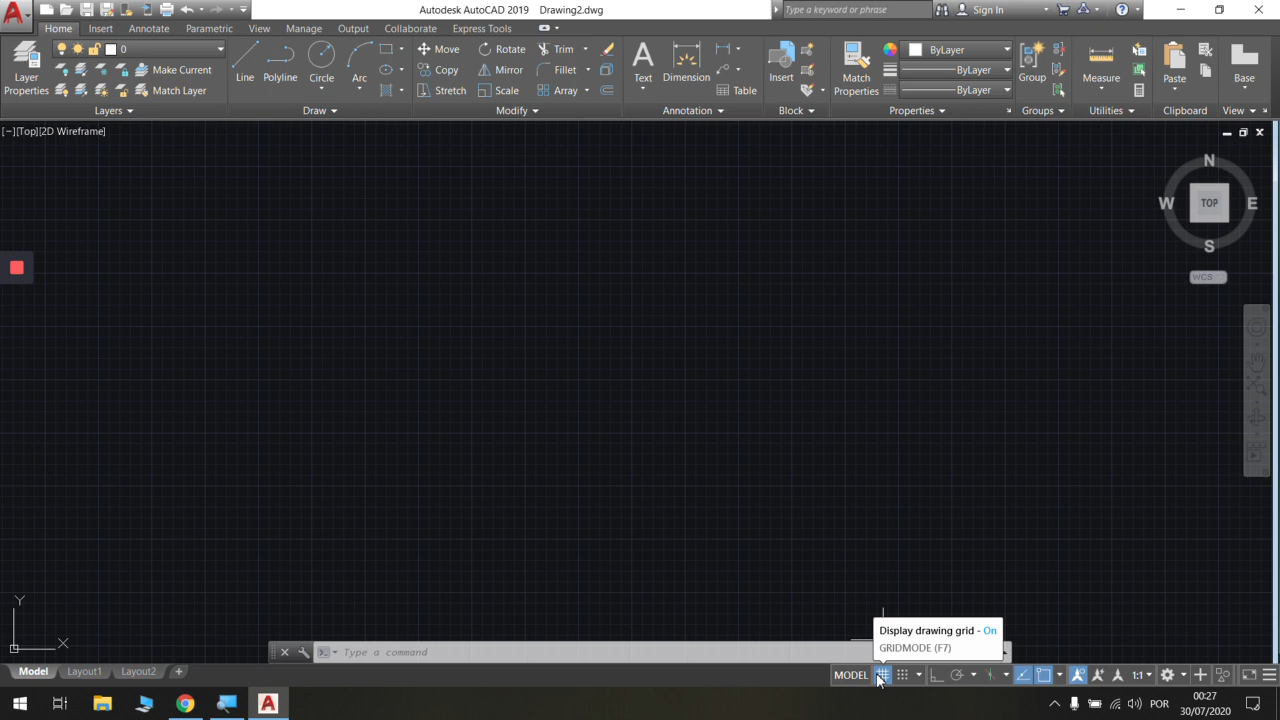 Autodesk AutoCAD 2019 Drawing2.dwg
Type a keyword or phrase
Sign In
Home Insert Annotate Parametric View Manage Output Collaborate Express Tools
Layer Properties
0
Make Current
Match Layer
Layers
Line
Polyline
Circle
Arc
Draw
Move
Rotate
Trim
Copy
Mirror
Fillet
Stretch
Scale
Array
Modify
Text
Dimension
Table
Annotation
Insert
Block
Match Properties
ByLayer
ByLayer
ByLayer
Properties
Group
Groups
Measure
Utilities
Paste
Clipboard
Base
View
[−][Top][2D Wireframe]
N
W
TOP
E
S
WCS
Y
X
Display drawing grid - On
GRIDMODE (F7)
Type a command
Model Layout1 Layout2 +
MODEL
1:1
POR
00:27
30/07/2020